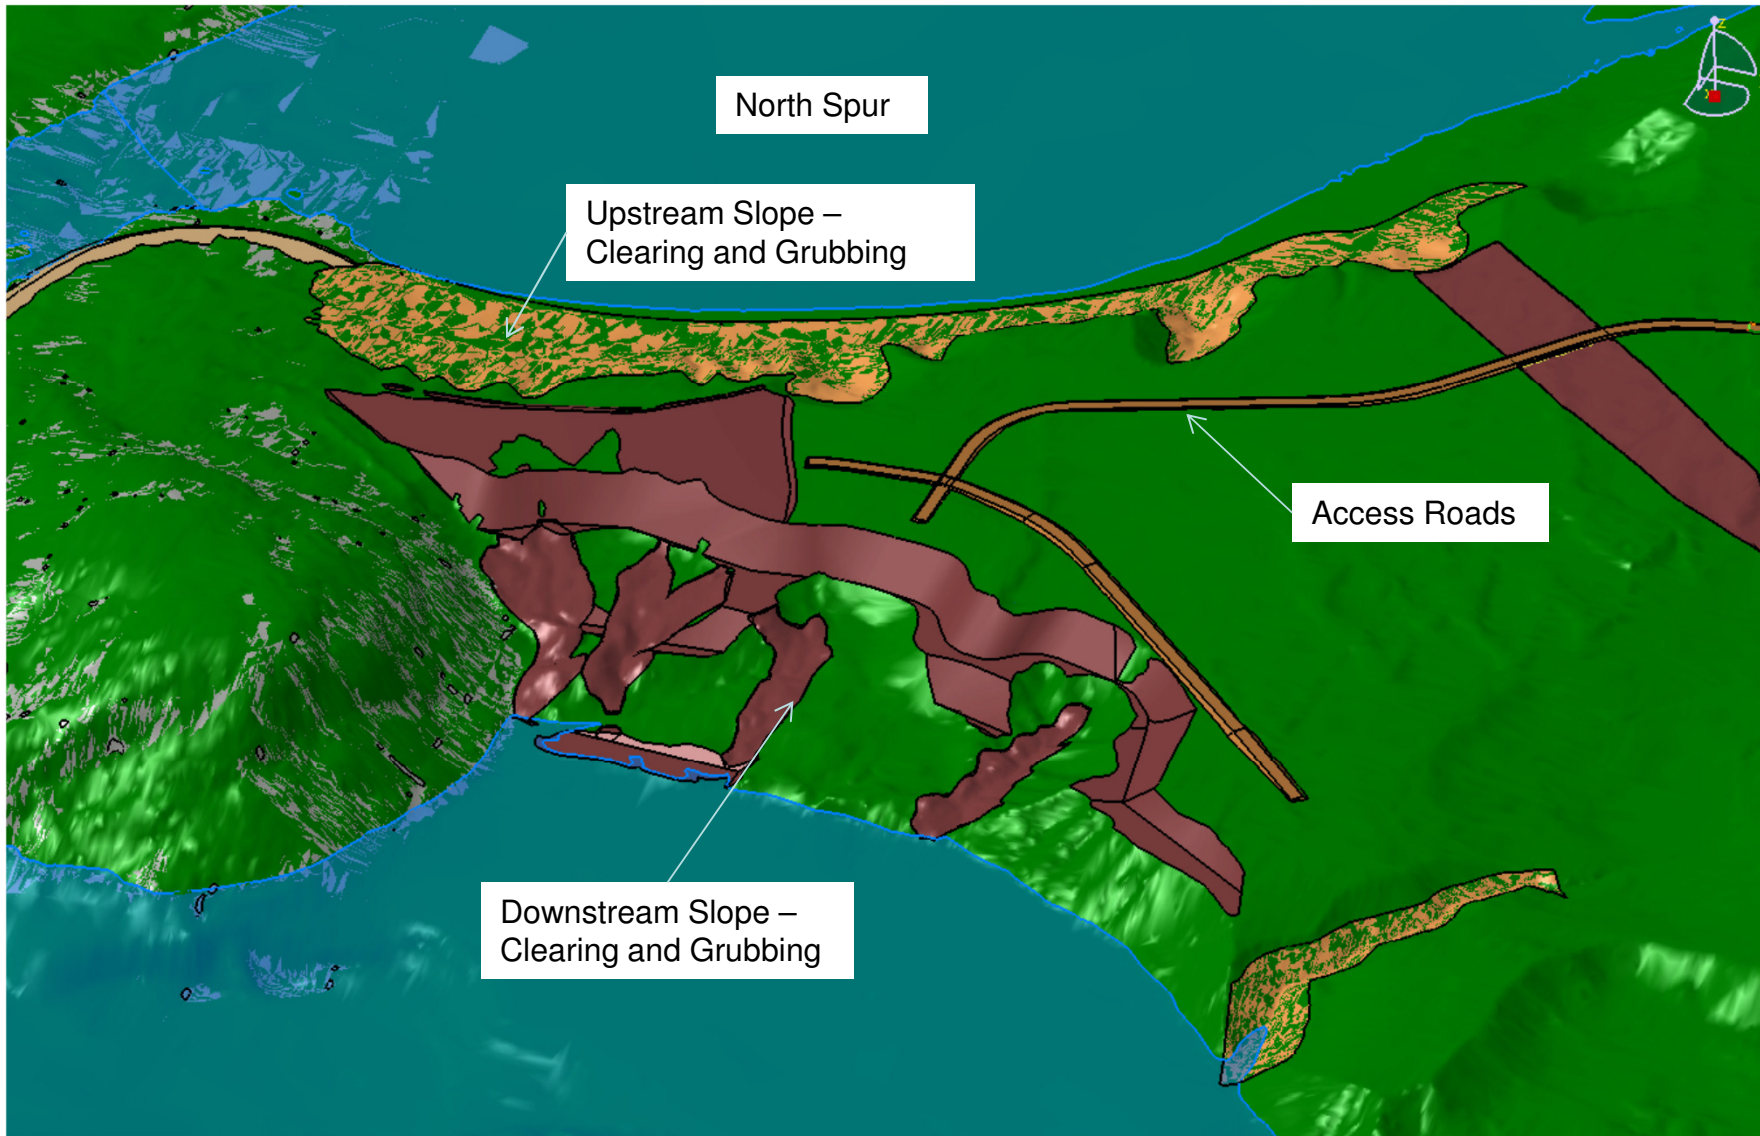 North Spur
Upstream Slope –
Clearing and Grubbing
Access Roads
Downstream Slope –
Clearing and Grubbing
Z